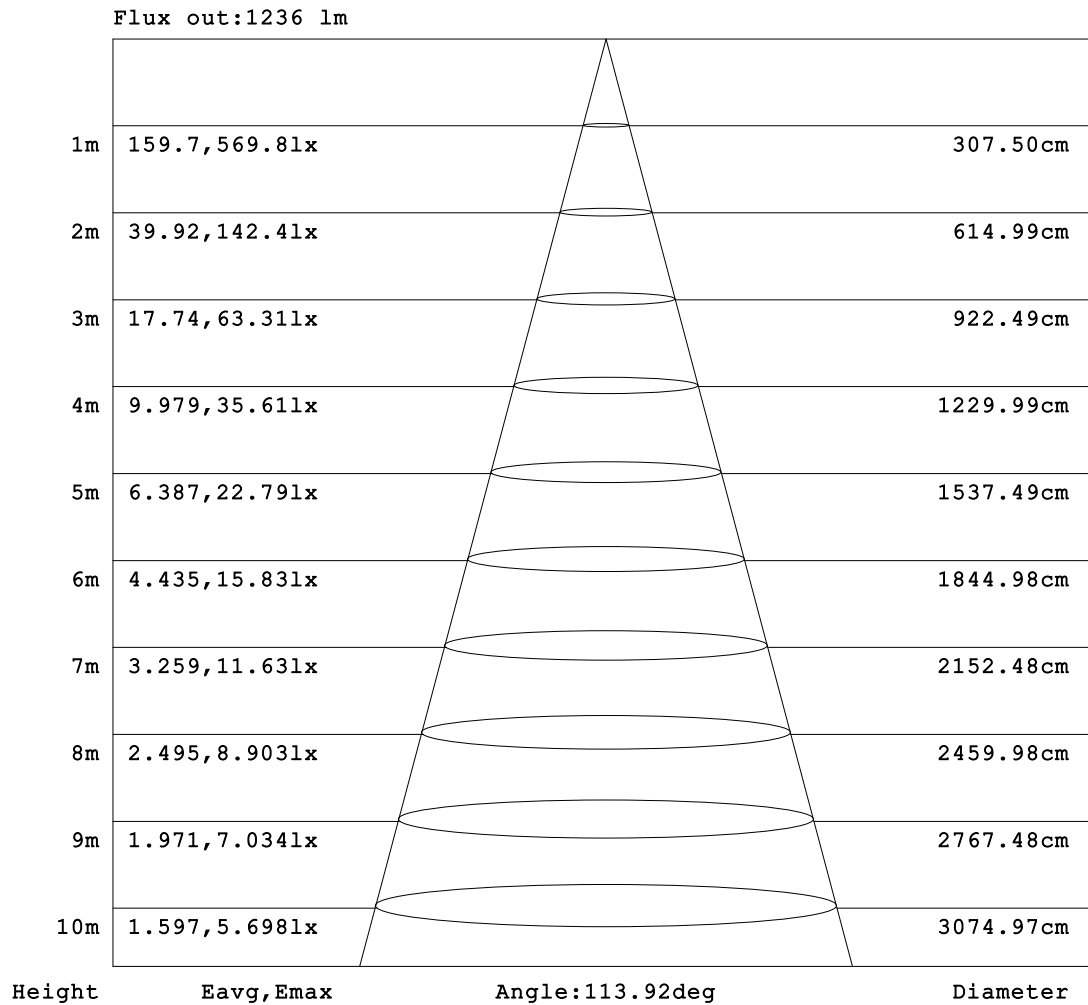 Flux out:1236 lm
1m 159.7,569.8lx 307.50cm
2m 39.92,142.4lx 614.99cm
3m 17.74,63.31lx 922.49cm
4m 9.979,35.61lx 1229.99cm
5m 6.387,22.79lx 1537.49cm
6m 4.435,15.83lx 1844.98cm
7m 3.259,11.63lx 2152.48cm
8m 2.495,8.903lx 2459.98cm
9m 1.971,7.034lx 2767.48cm
10m 1.597,5.698lx 3074.97cm
Height Eavg,Emax Angle:113.92deg Diameter